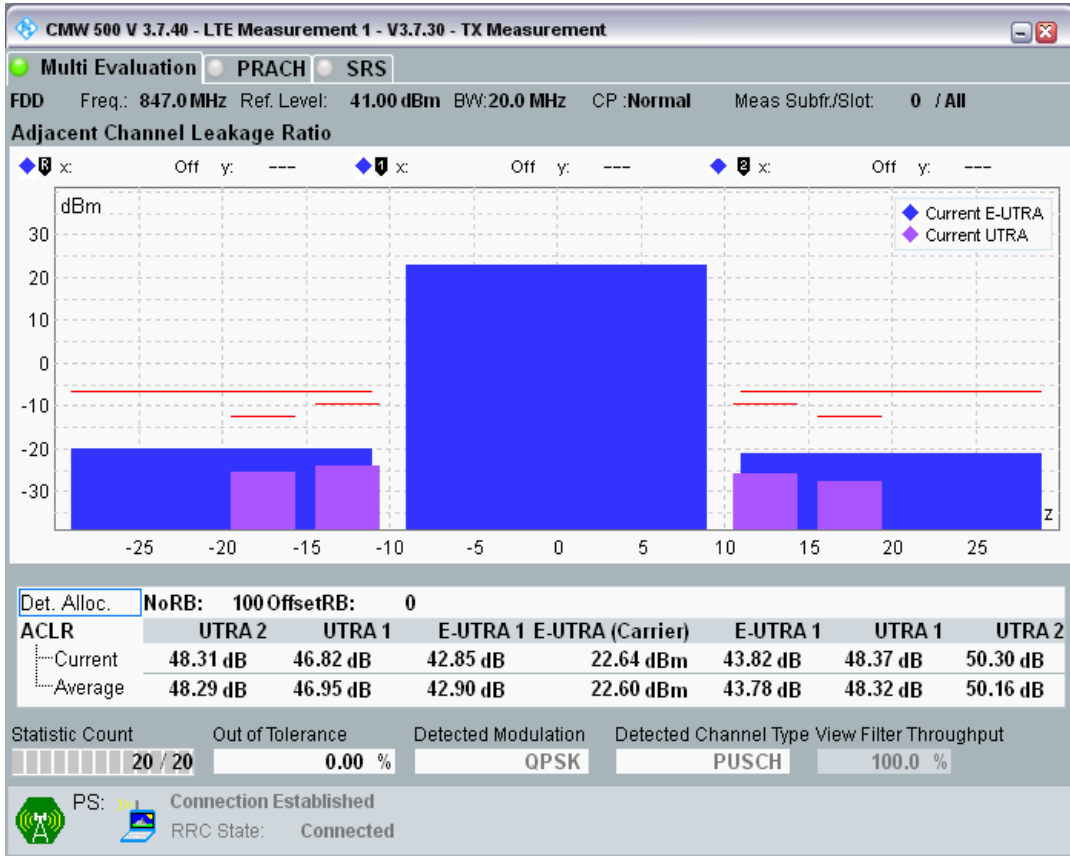 CMW 500 V 3.7.40 - LTE Measurement 1 - V3.7.30 - TX Measurement
Multi Evaluation PRACH SRS
FDD Freq.: 847.0 MHz Ref. Level: 41.00 dBm BW: 20.0 MHz CP :Normal Meas Subfr./Slot: 0 / All
Adjacent Channel Leakage Ratio
R x: Off y: --- 1 x: Off y: --- 2 x: Off y: ---
dBm
Current E-UTRA
Current UTRA
30
20
10
0
-10
-20
-30
z
-25 -20 -15 -10 -5 0 5 10 15 20 25
Det. Alloc. NoRB: 100 OffsetRB: 0
ACLR UTRA 2 UTRA 1 E-UTRA 1 E-UTRA (Carrier) E-UTRA 1 UTRA 1 UTRA 2
Current 48.31 dB 46.82 dB 42.85 dB 22.64 dBm 43.82 dB 48.37 dB 50.30 dB
Average 48.29 dB 46.95 dB 42.90 dB 22.60 dBm 43.78 dB 48.32 dB 50.16 dB
Statistic Count Out of Tolerance Detected Modulation Detected Channel Type View Filter Throughput
20 / 20 0.00 % QPSK PUSCH 100.0 %
PS: Connection Established
RRC State: Connected